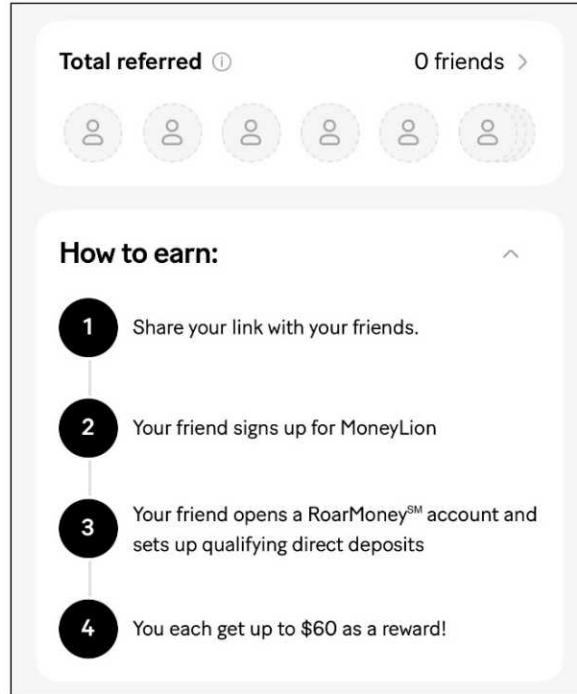 Total referred ⓘ 0 friends >
How to earn:
1 Share your link with your friends.
2 Your friend signs up for MoneyLion
3 Your friend opens a RoarMoney℠ account and
sets up qualifying direct deposits
4 You each get up to $60 as a reward!